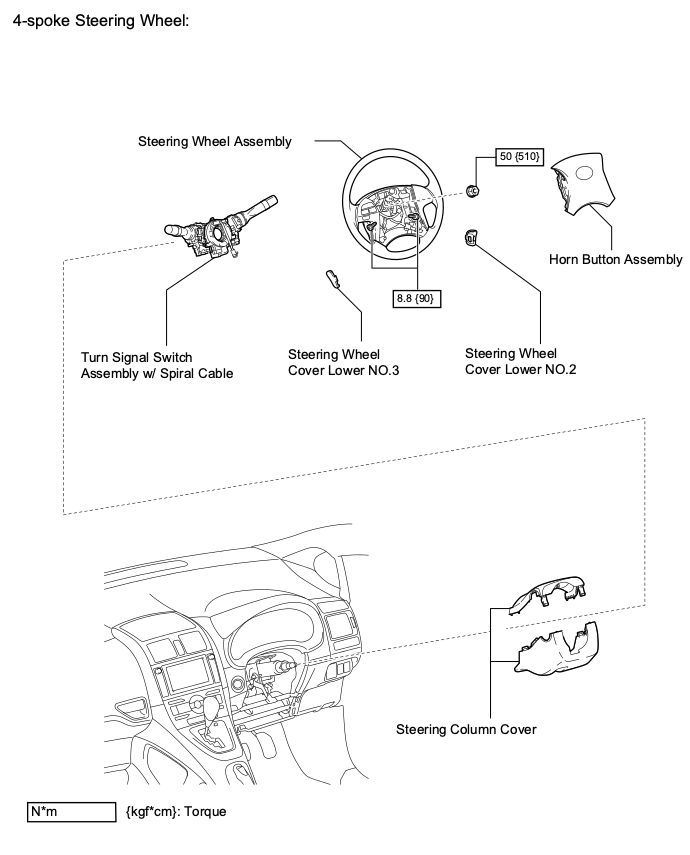 4-spoke Steering Wheel:
Steering Wheel Assembly
50 {510}
Horn Button Assembly
8.8 {90}
Turn Signal Switch
Assembly w/ Spiral Cable
Steering Wheel
Cover Lower NO.3
Steering Wheel
Cover Lower NO.2
Steering Column Cover
N*m
{kgf*cm}: Torque